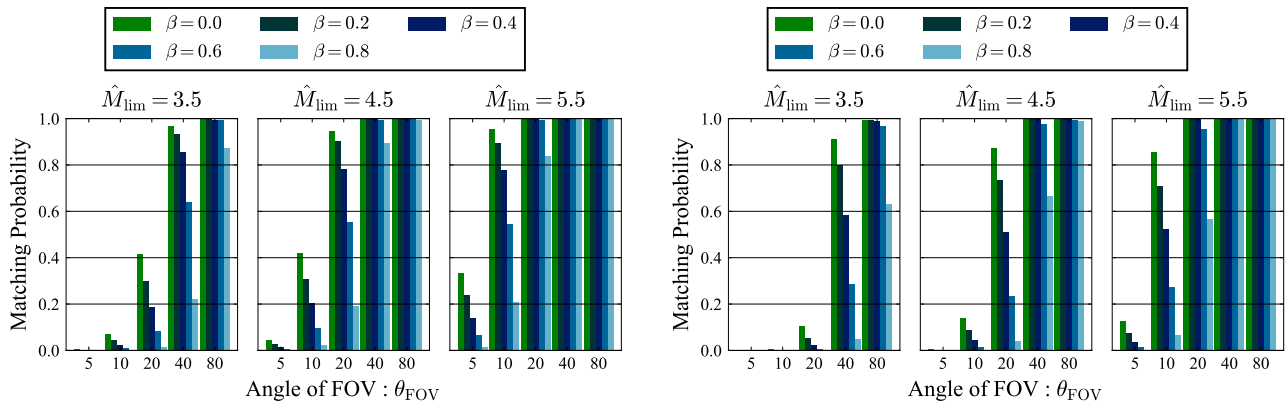 β = 0.0 β = 0.2 β = 0.4
β = 0.6 β = 0.8
M̂lim = 3.5 M̂lim = 4.5 M̂lim = 5.5
Matching Probability
1.0
0.8
0.6
0.4
0.2
0.0
5 10 20 40 80 5 10 20 40 80 5 10 20 40 80
Angle of FOV : θFOV
β = 0.0 β = 0.2 β = 0.4
β = 0.6 β = 0.8
M̂lim = 3.5 M̂lim = 4.5 M̂lim = 5.5
Matching Probability
1.0
0.8
0.6
0.4
0.2
0.0
5 10 20 40 80 5 10 20 40 80 5 10 20 40 80
Angle of FOV : θFOV